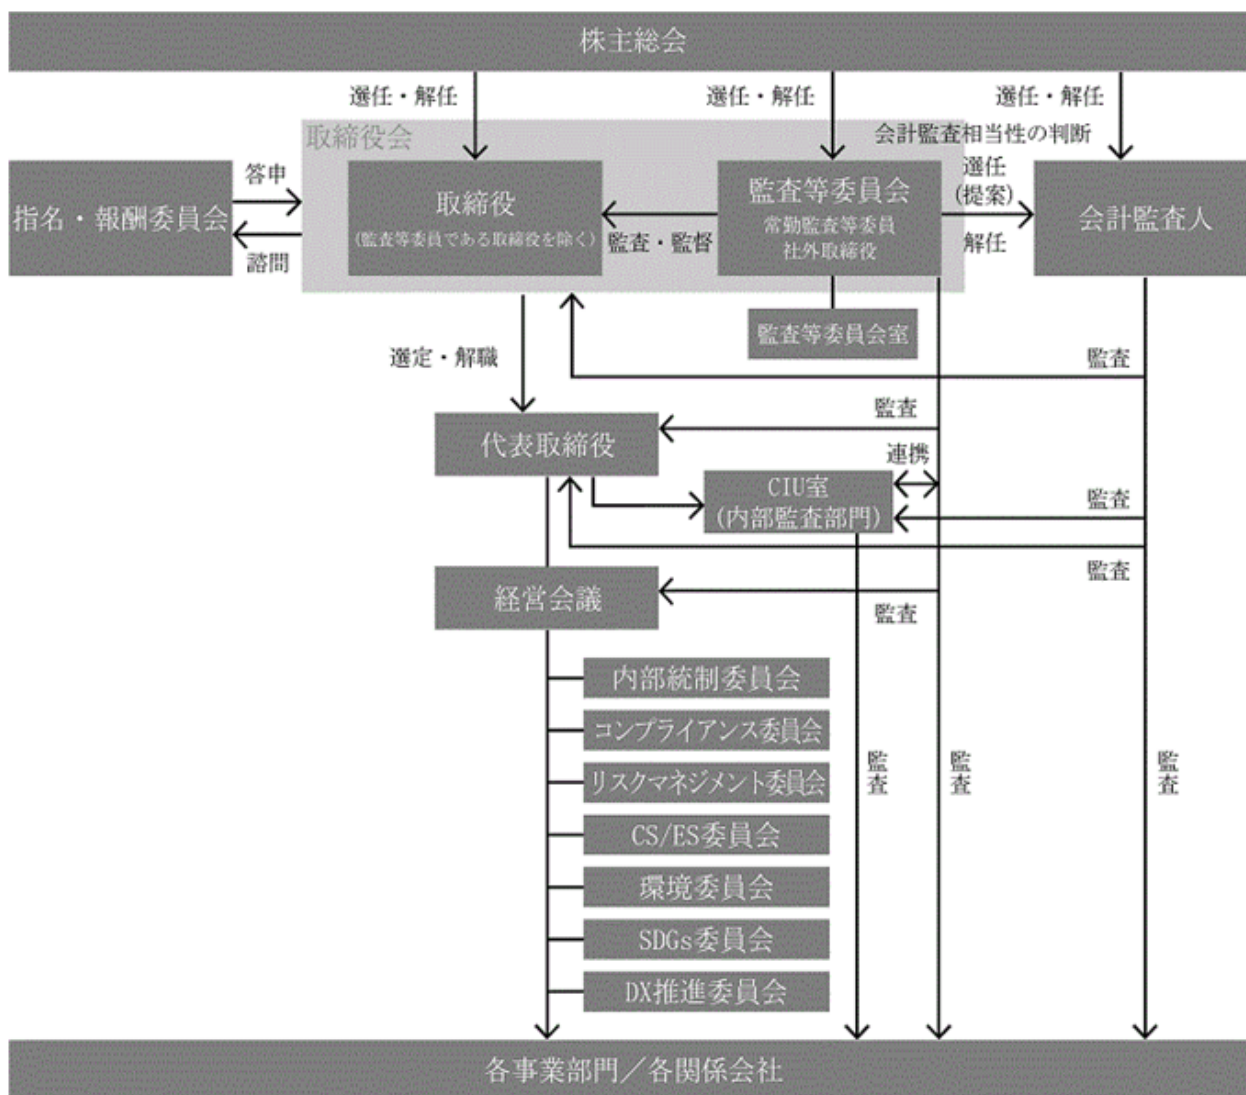 株主総会
選任・解任
選任・解任
選任・解任
取締役会
会計監査相当性の判断
指名・報酬委員会
答申
諮問
取締役
(監査等委員である取締役を除く)
監査・監督
監査等委員会
常勤監査等委員
社外取締役
選任
(提案)
解任
会計監査人
監査等委員会室
選定・解職
監査
監査
代表取締役
連携
CIU室
(内部監査部門)
監査
監査
経営会議
監査
内部統制委員会
コンプライアンス委員会
リスクマネジメント委員会
CS/ES委員会
環境委員会
SDGs委員会
DX推進委員会
監査
監査
監査
各事業部門／各関係会社